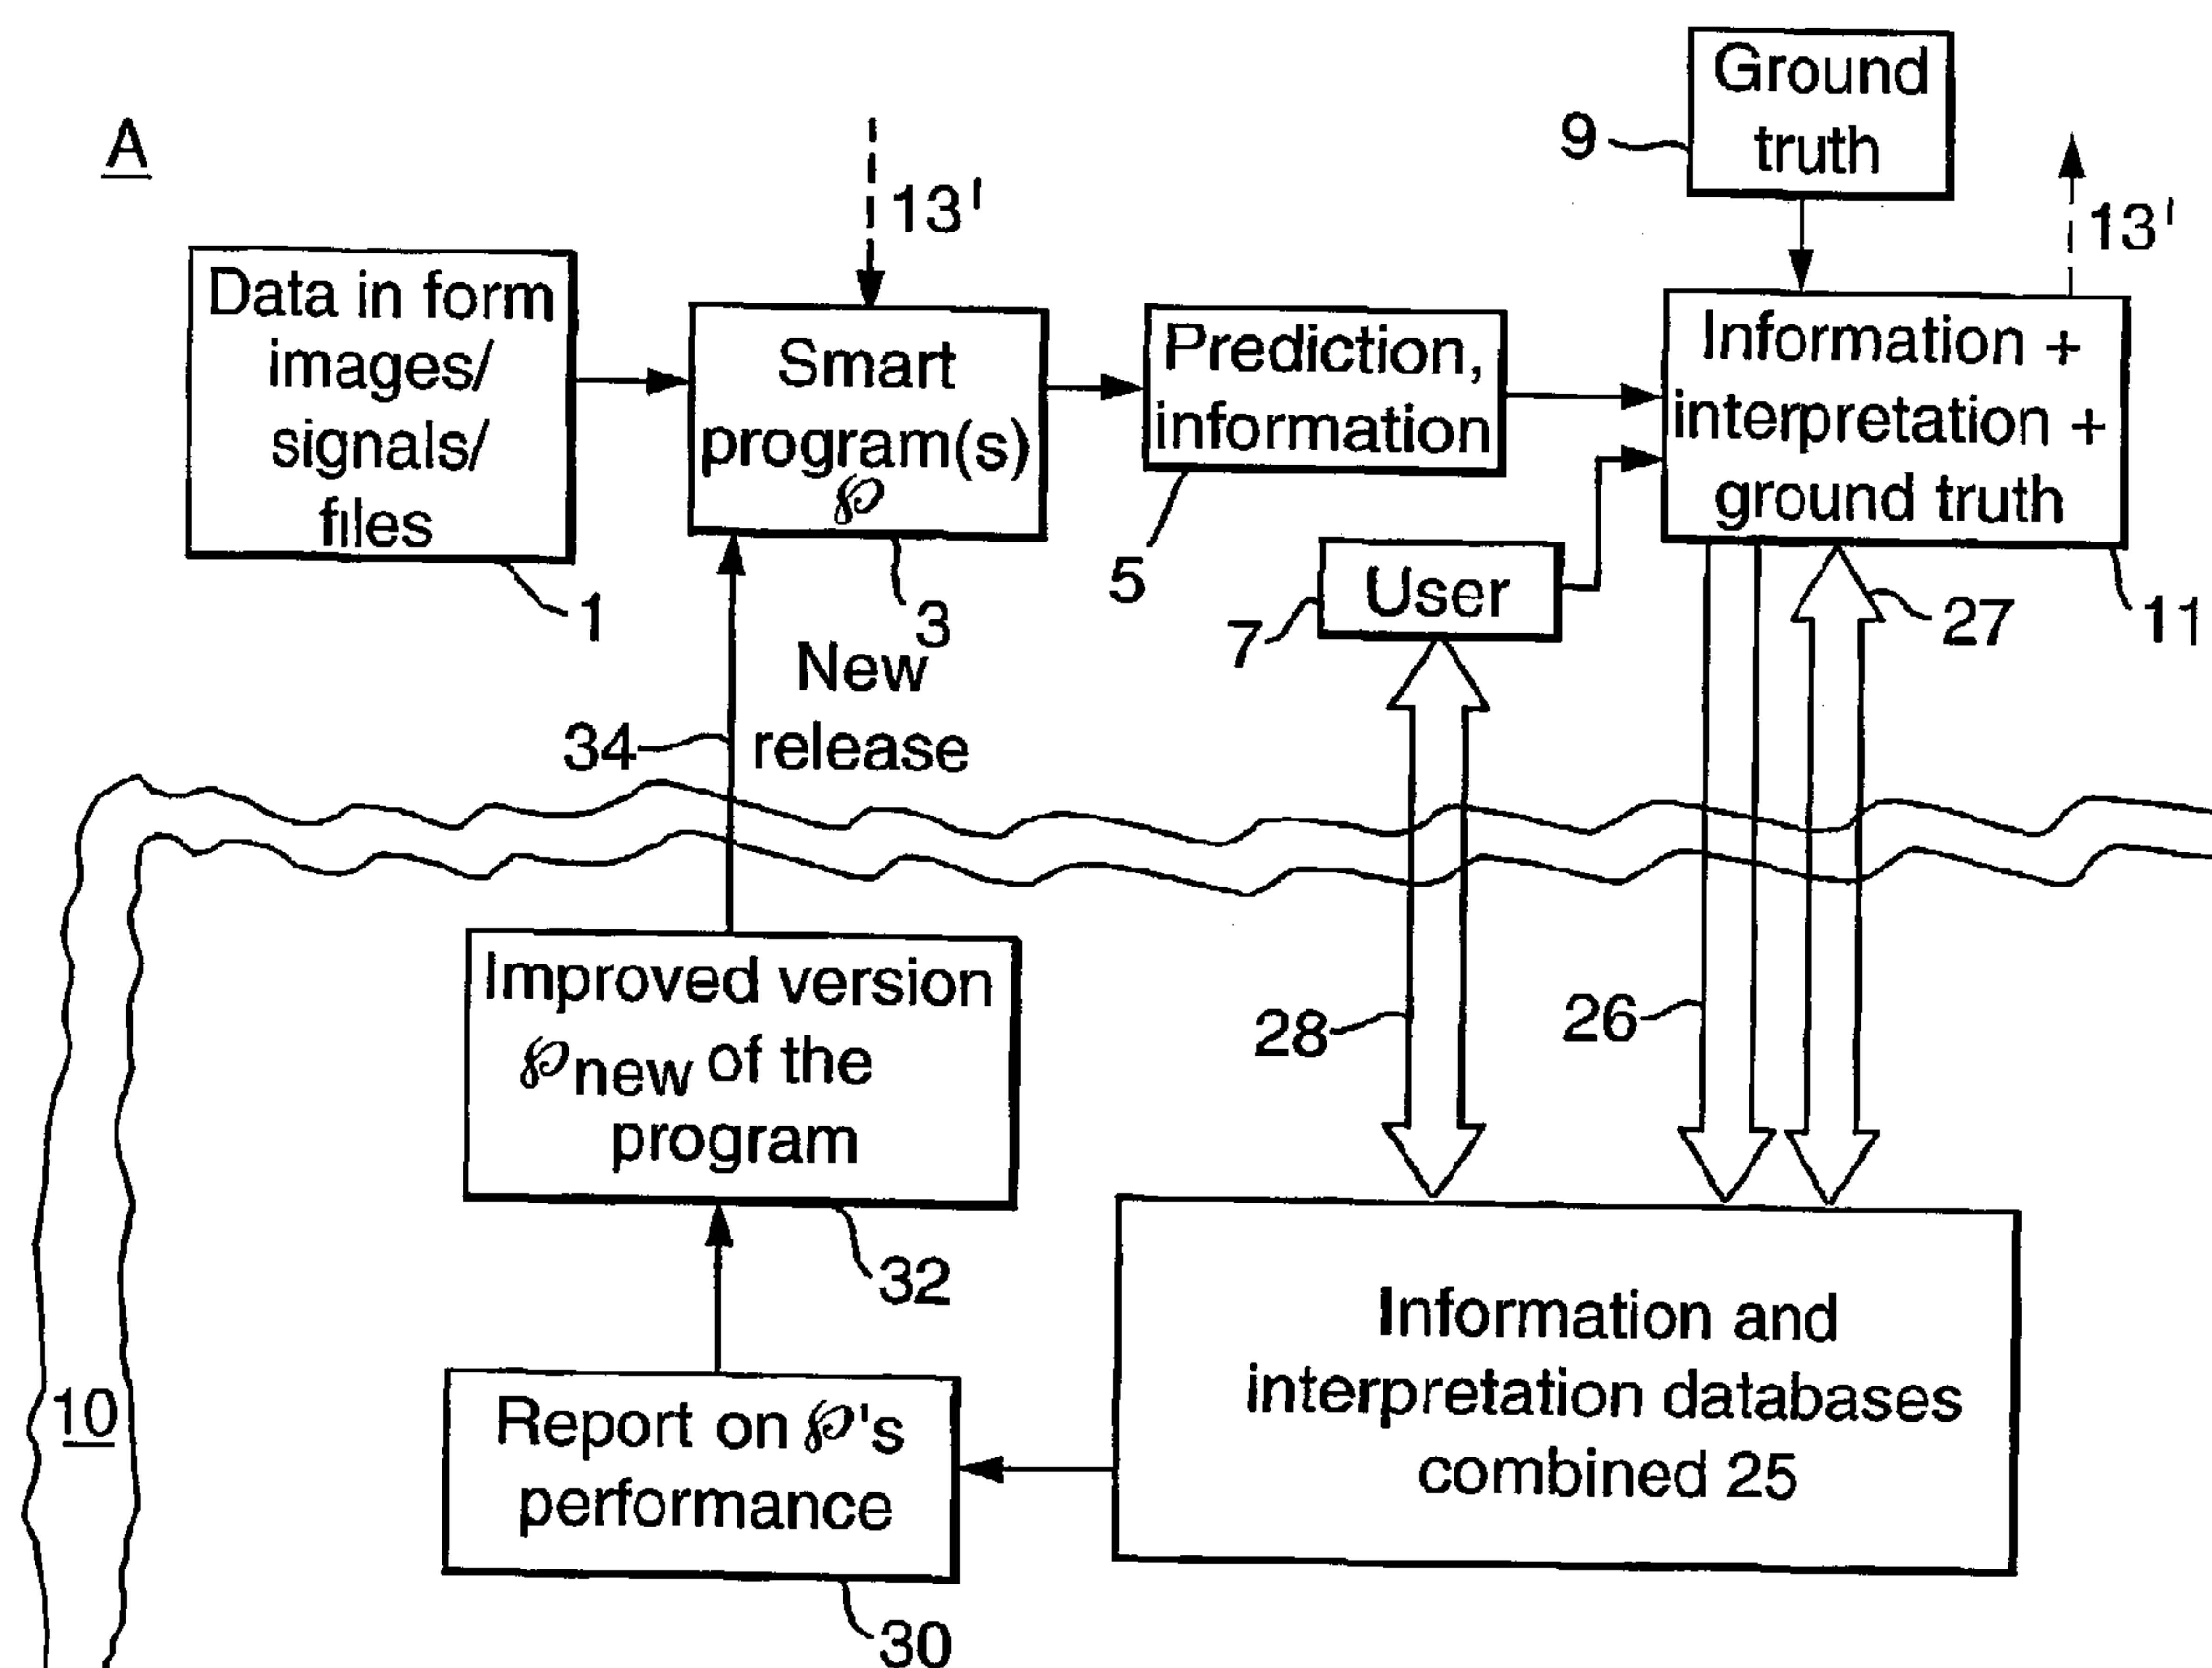 A
13'
Ground
truth
9
13'
Data in form
images/
signals/
files
1
Smart
program(s)
℘
3
Prediction,
information
5
User
7
Information +
interpretation +
ground truth
11
27
New
release
34
28
26
Improved version
℘new of the
program
32
10
Report on ℘'s
performance
30
Information and
interpretation databases
combined 25